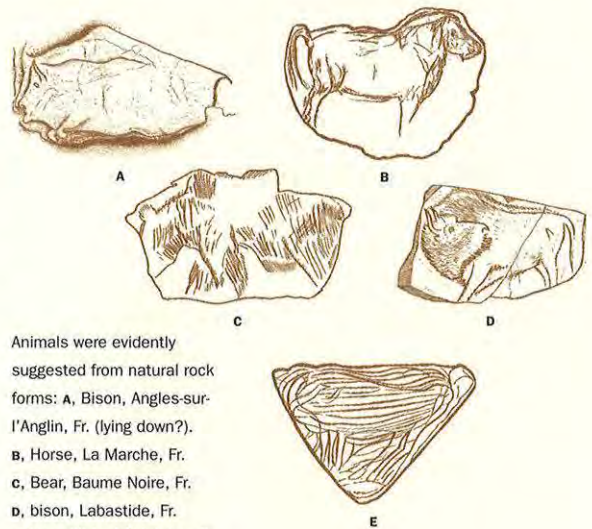 A
B
C
D
Animals were evidently
suggested from natural rock
forms: A, Bison, Angles-sur-
l'Anglin, Fr. (lying down?).
B, Horse, La Marche, Fr.
C, Bear, Baume Noire, Fr.
D, bison, Labastide, Fr.
E